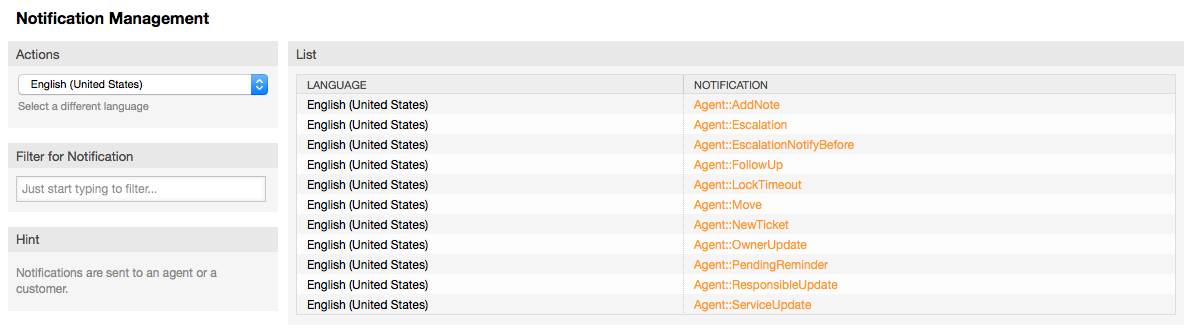 Notification Management
Actions
English (United States)
Select a different language
Filter for Notification
Just start typing to filter...
Hint
Notifications are sent to an agent or a
customer.
List
LANGUAGE NOTIFICATION
English (United States) Agent::AddNote
English (United States) Agent::Escalation
English (United States) Agent::EscalationNotifyBefore
English (United States) Agent::FollowUp
English (United States) Agent::LockTimeout
English (United States) Agent::Move
English (United States) Agent::NewTicket
English (United States) Agent::OwnerUpdate
English (United States) Agent::PendingReminder
English (United States) Agent::ResponsibleUpdate
English (United States) Agent::ServiceUpdate